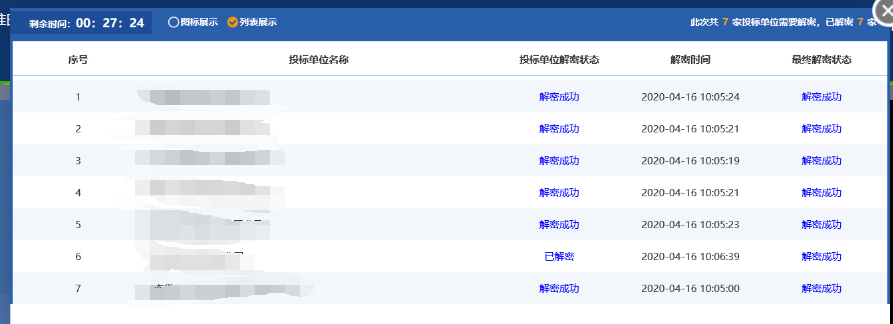 剩余时间：00：27：24 图标展示 列表展示 此次共 7 家投标单位需要解密，已解密 7 家
序号 投标单位名称 投标单位解密状态 解密时间 最终解密状态
1 解密成功 2020-04-16 10:05:24 解密成功
2 解密成功 2020-04-16 10:05:21 解密成功
3 解密成功 2020-04-16 10:05:19 解密成功
4 解密成功 2020-04-16 10:05:21 解密成功
5 解密成功 2020-04-16 10:05:23 解密成功
6 已解密 2020-04-16 10:06:39 解密成功
7 解密成功 2020-04-16 10:05:00 解密成功